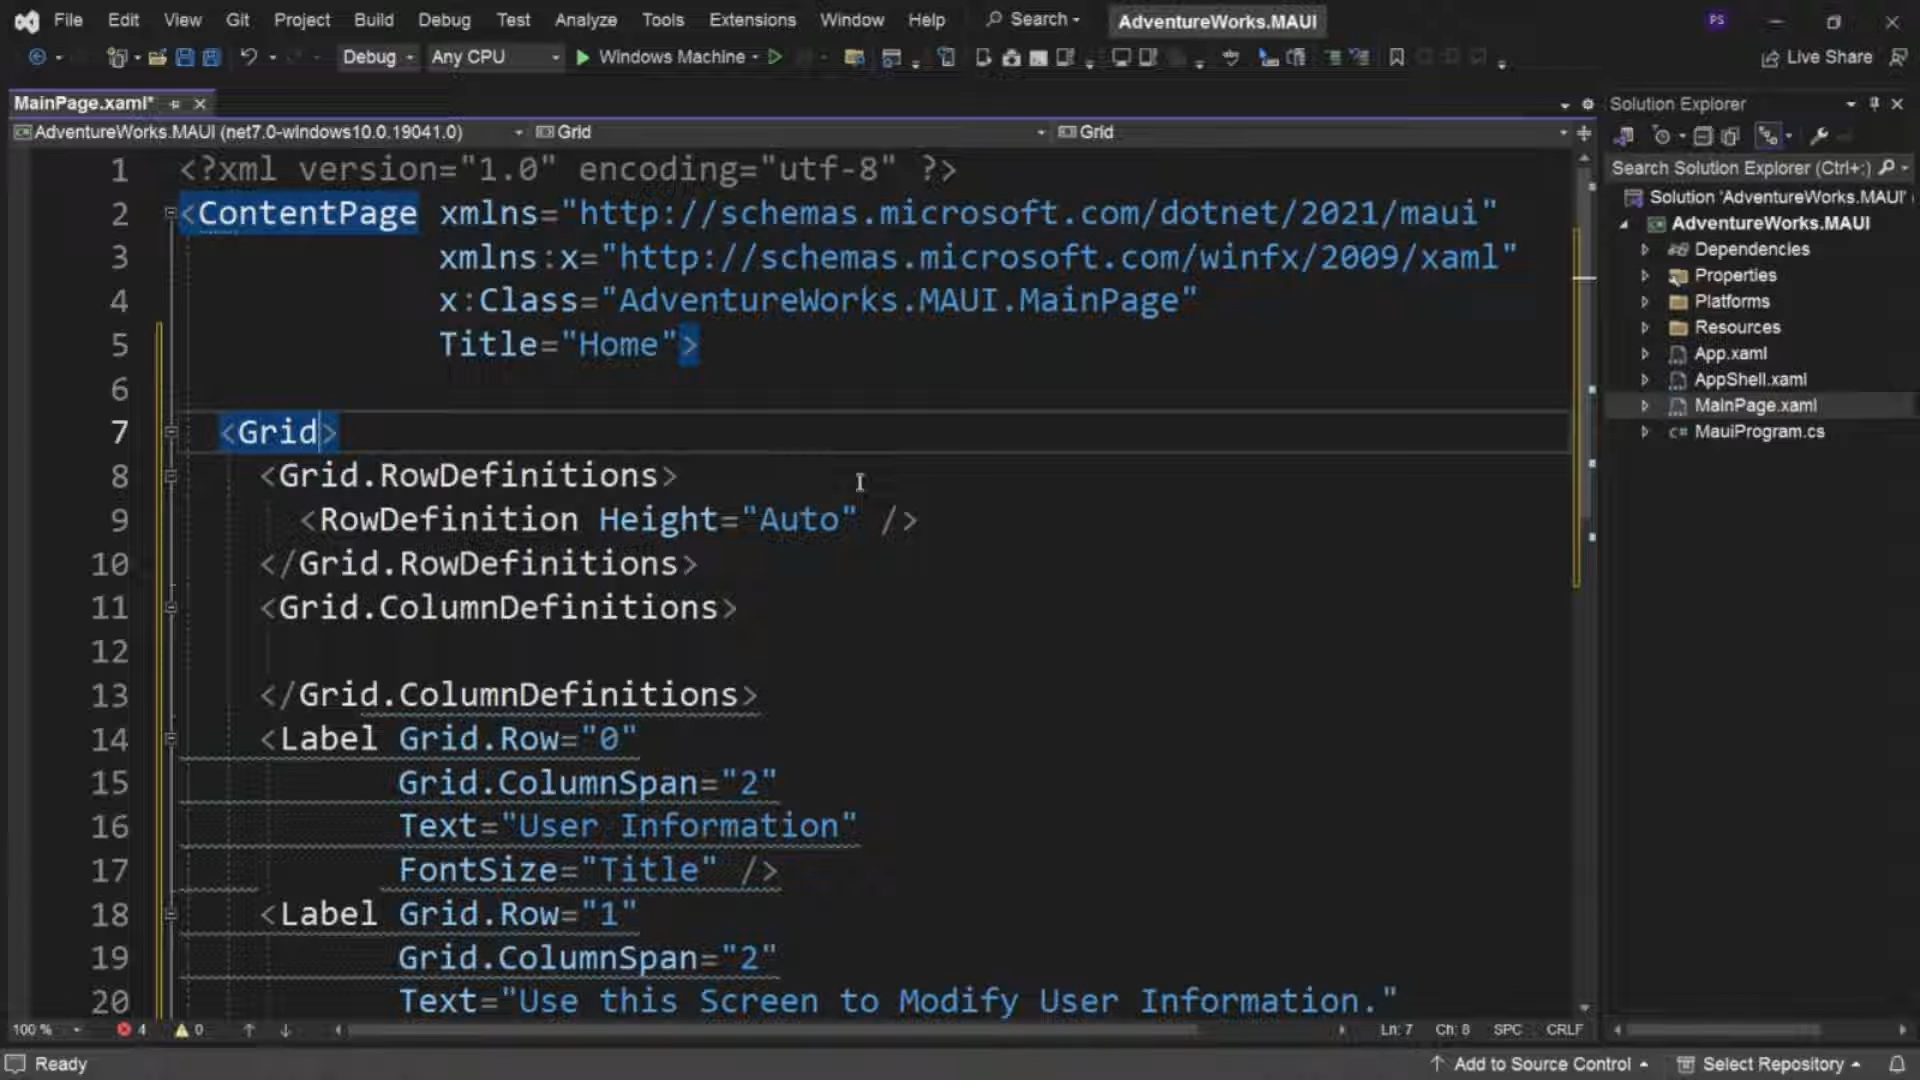 File Edit View Git Project Build Debug Test Analyze Tools Extensions Window Help Search AdventureWorks.MAUI PS
Debug Any CPU Windows Machine Live Share
MainPage.xaml*
AdventureWorks.MAUI (net7.0-windows10.0.19041.0) Grid Grid
1 <?xml version="1.0" encoding="utf-8" ?>
2 <ContentPage xmlns="http://schemas.microsoft.com/dotnet/2021/maui"
3 xmlns:x="http://schemas.microsoft.com/winfx/2009/xaml"
4 x:Class="AdventureWorks.MAUI.MainPage"
5 Title="Home">
6
7 <Grid>
8 <Grid.RowDefinitions>
9 <RowDefinition Height="Auto" />
10 </Grid.RowDefinitions>
11 <Grid.ColumnDefinitions>
12
13 </Grid.ColumnDefinitions>
14 <Label Grid.Row="0"
15 Grid.ColumnSpan="2"
16 Text="User Information"
17 FontSize="Title" />
18 <Label Grid.Row="1"
19 Grid.ColumnSpan="2"
20 Text="Use this Screen to Modify User Information."
100 % 4 0 Ln: 7 Ch: 8 SPC CRLF
Solution Explorer
Search Solution Explorer (Ctrl+;)
Solution 'AdventureWorks.MAUI'
AdventureWorks.MAUI
Dependencies
Properties
Platforms
Resources
App.xaml
AppShell.xaml
MainPage.xaml
C# MauiProgram.cs
Ready Add to Source Control Select Repository